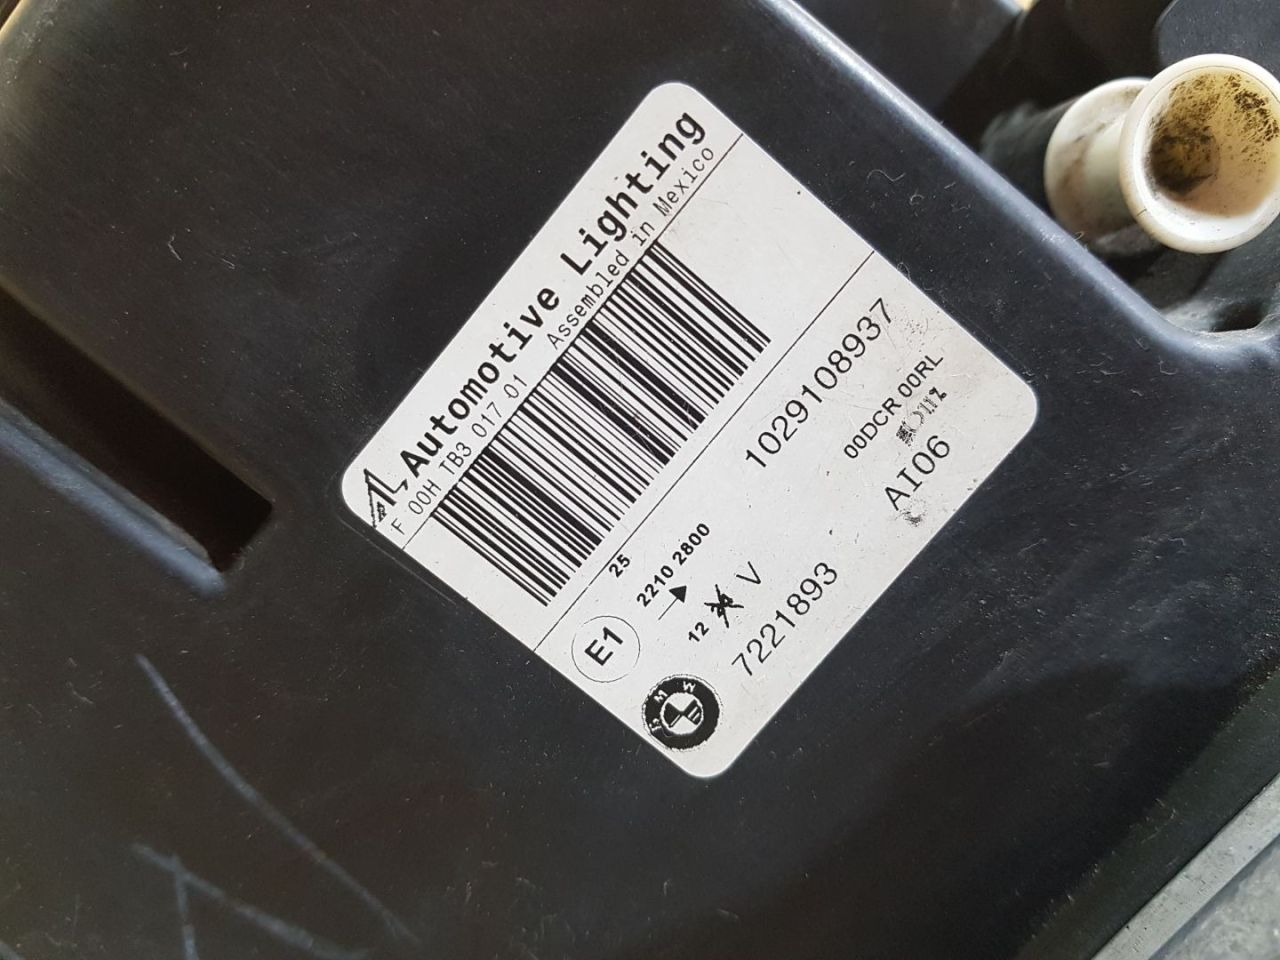 Automotive Lighting
F 00H TB3 017 01
Assembled in Mexico
25
1029108937
E1
2210 2800
00DCR 00RL
12 V
AI06
BMW
7221893